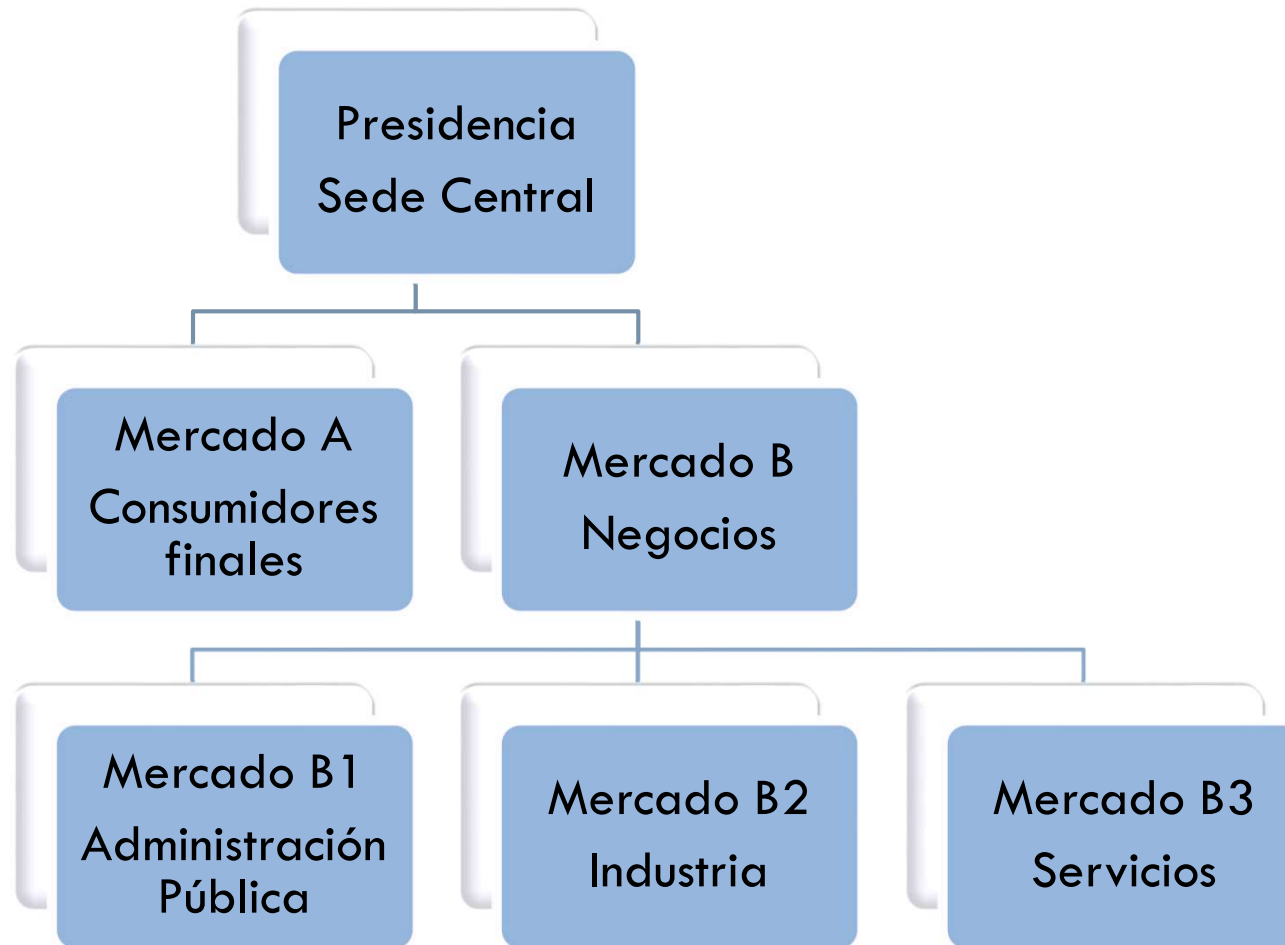 Presidencia
Sede Central
Mercado A
Consumidores
finales
Mercado B
Negocios
Mercado B1
Administración
Pública
Mercado B2
Industria
Mercado B3
Servicios